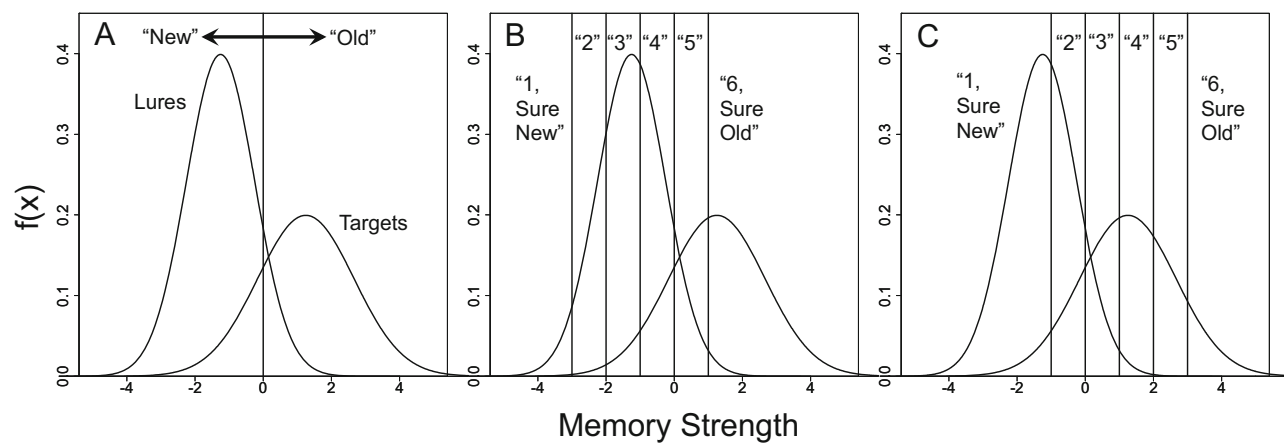 A
“New”
“Old”
Lures
Targets
f(x)
0.0
0.1
0.2
0.3
0.4
-4
-2
0
2
4
B
“2”
“3”
“4”
“5”
“1,
Sure
New”
“6,
Sure
Old”
0.0
0.1
0.2
0.3
0.4
-4
-2
0
2
4
C
“2”
“3”
“4”
“5”
“1,
Sure
New”
“6,
Sure
Old”
0.0
0.1
0.2
0.3
0.4
-4
-2
0
2
4
Memory Strength